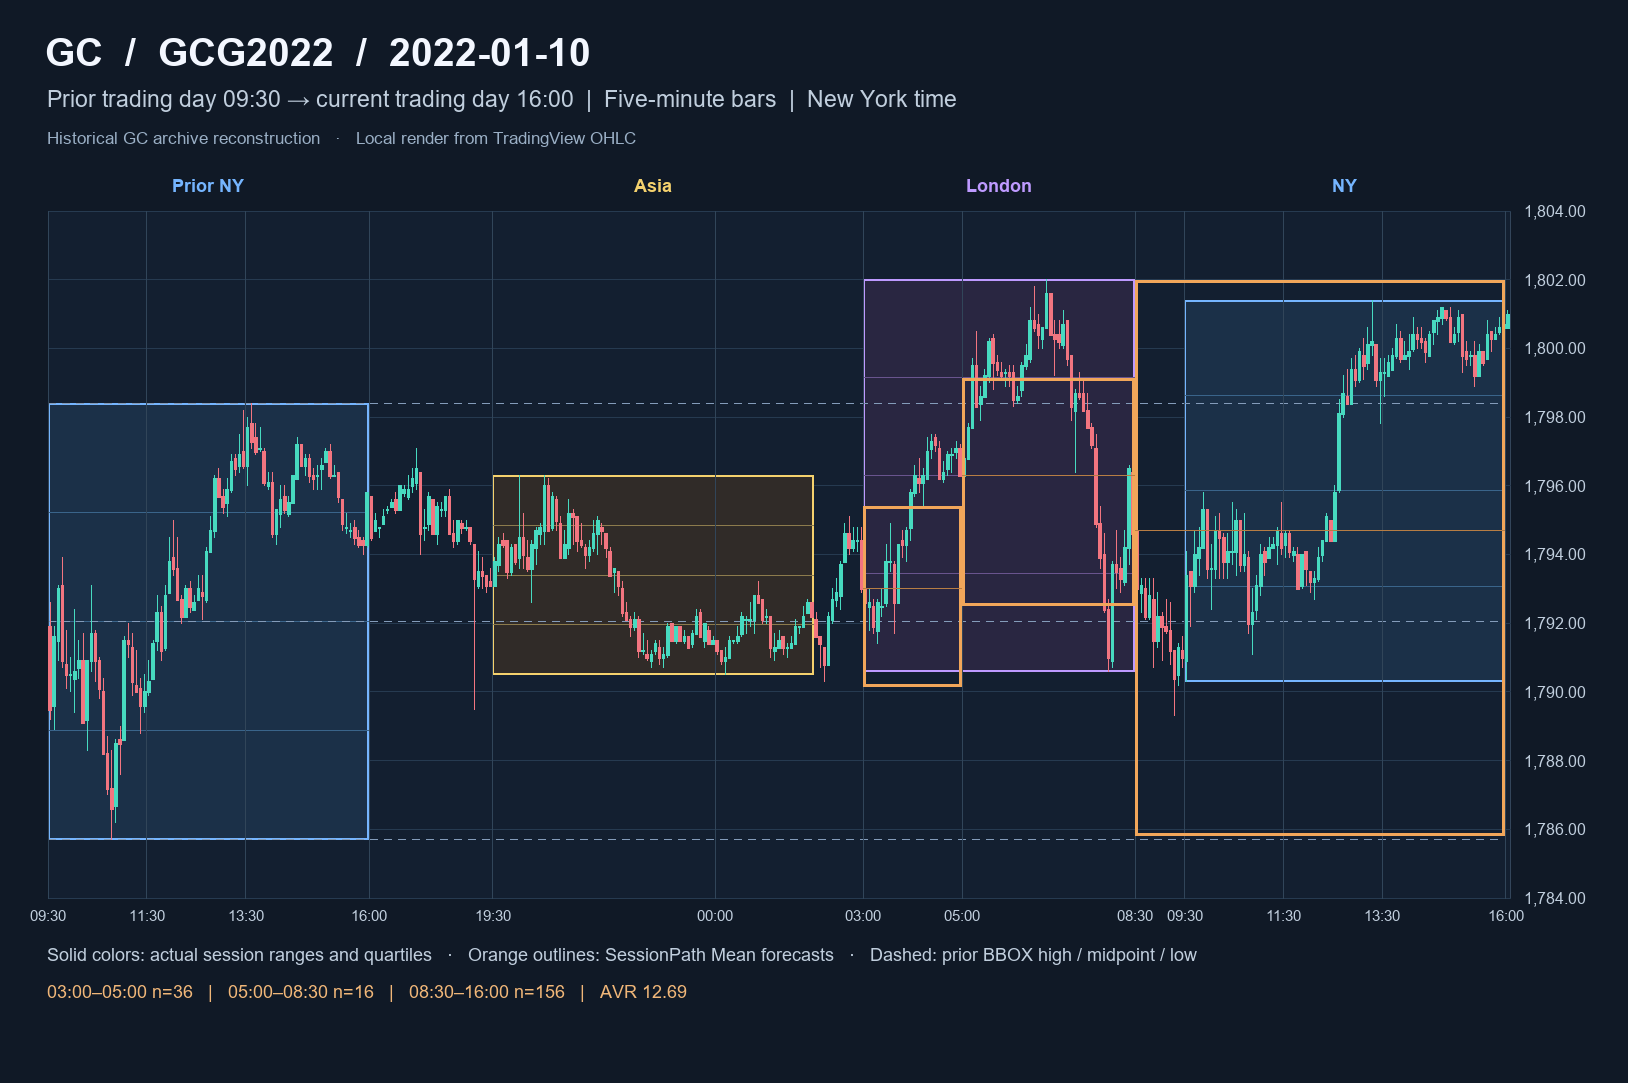 GC / GCG2022 / 2022-01-10
Prior trading day 09:30 → current trading day 16:00 | Five-minute bars | New York time
Historical GC archive reconstruction · Local render from TradingView OHLC
Prior NY Asia London NY
1,804.00
1,802.00
1,800.00
1,798.00
1,796.00
1,794.00
1,792.00
1,790.00
1,788.00
1,786.00
1,784.00
09:30 11:30 13:30 16:00 19:30 00:00 03:00 05:00 08:30 09:30 11:30 13:30 16:00
Solid colors: actual session ranges and quartiles · Orange outlines: SessionPath Mean forecasts · Dashed: prior BBOX high / midpoint / low
03:00–05:00 n=36 | 05:00–08:30 n=16 | 08:30–16:00 n=156 | AVR 12.69